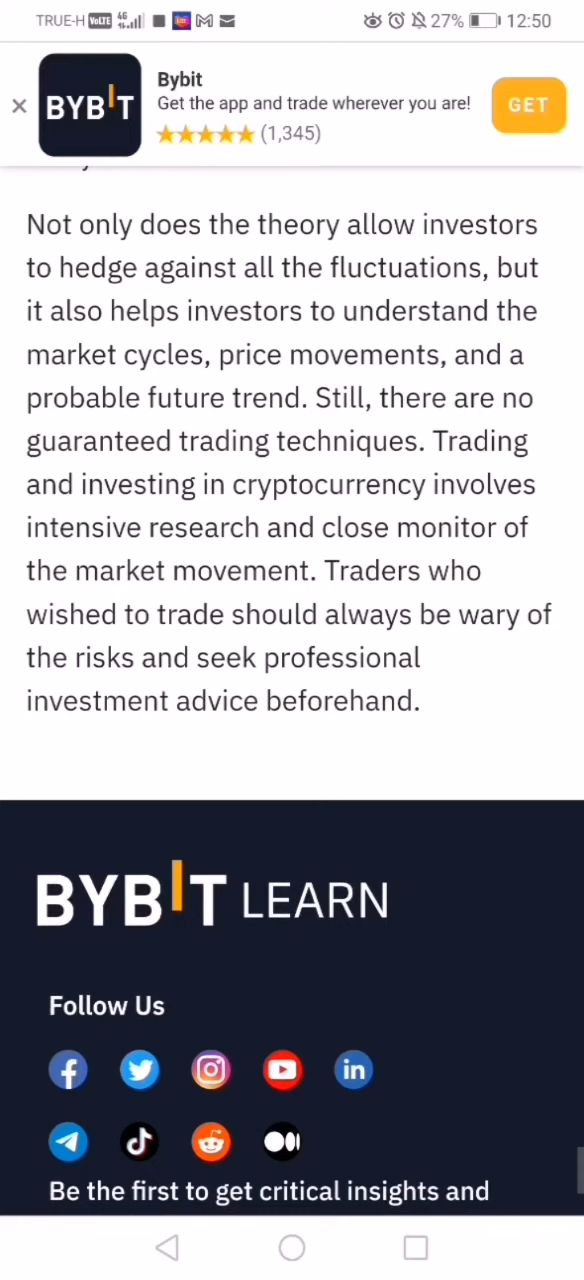 TRUE-H VoLTE 4G 27% 12:50
BYBIT
Bybit
Get the app and trade wherever you are!
(1,345)
GET
Not only does the theory allow investors
to hedge against all the fluctuations, but
it also helps investors to understand the
market cycles, price movements, and a
probable future trend. Still, there are no
guaranteed trading techniques. Trading
and investing in cryptocurrency involves
intensive research and close monitor of
the market movement. Traders who
wished to trade should always be wary of
the risks and seek professional
investment advice beforehand.
BYBIT LEARN
Follow Us
Be the first to get critical insights and